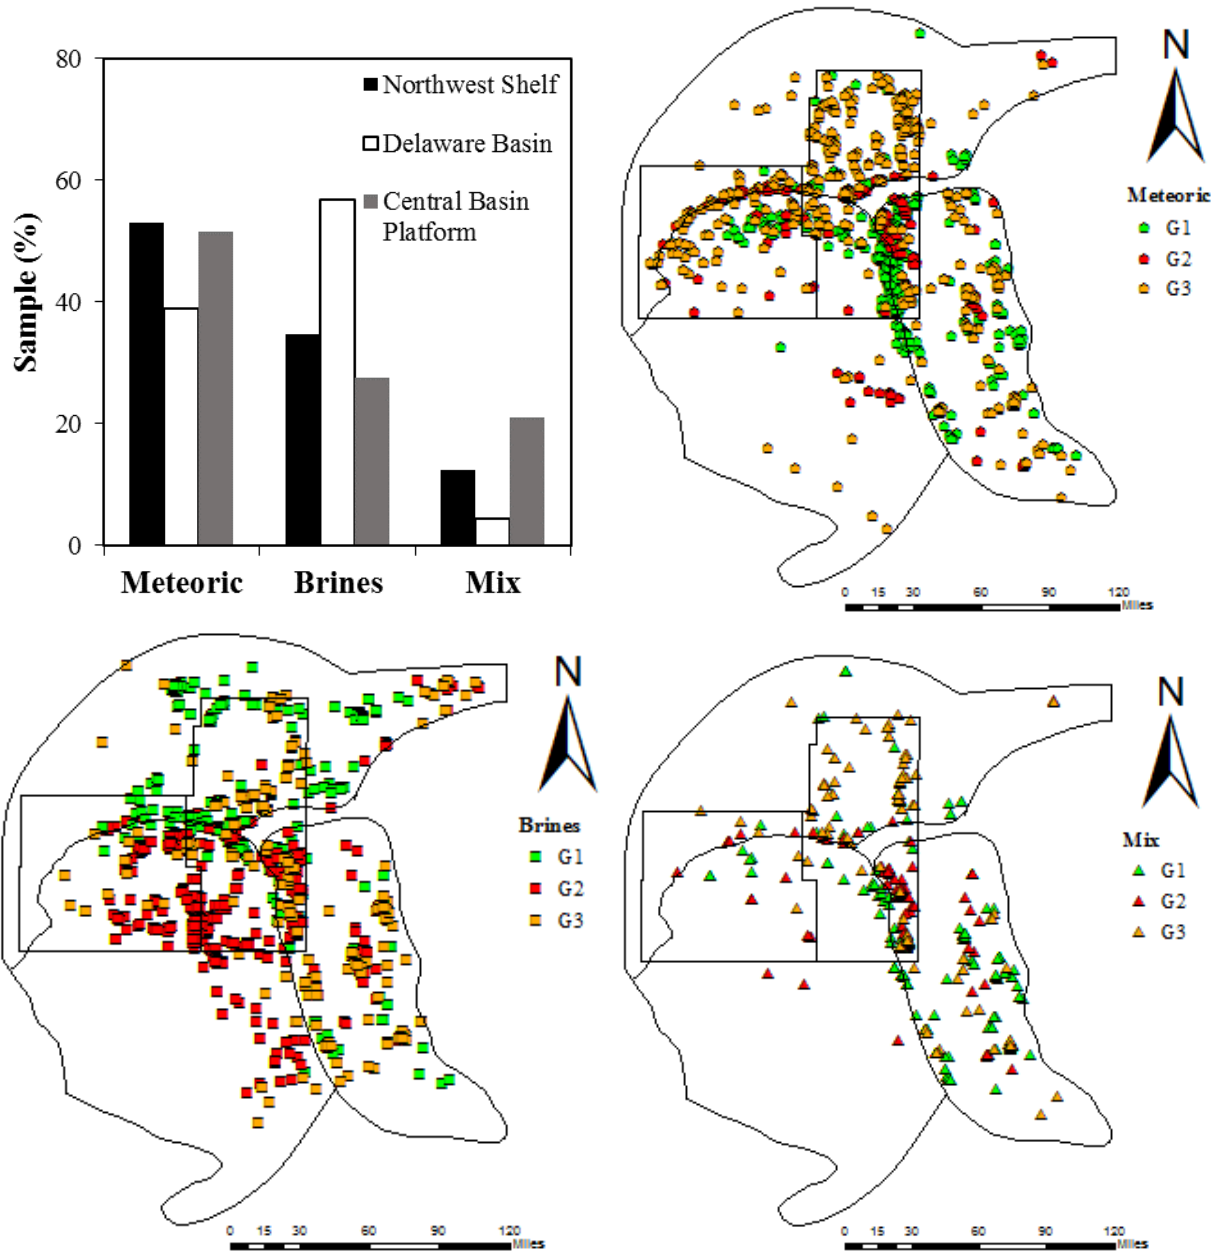 80
60
40
20
0
Sample (%)
Northwest Shelf
Delaware Basin
Central Basin
Platform
Meteoric
Brines
Mix
N
Meteoric
G1
G2
G3
0 15 30 60 90 120
Miles
N
Brines
G1
G2
G3
0 15 30 60 90 120
Miles
N
Mix
G1
G2
G3
0 15 30 60 90 120
Miles